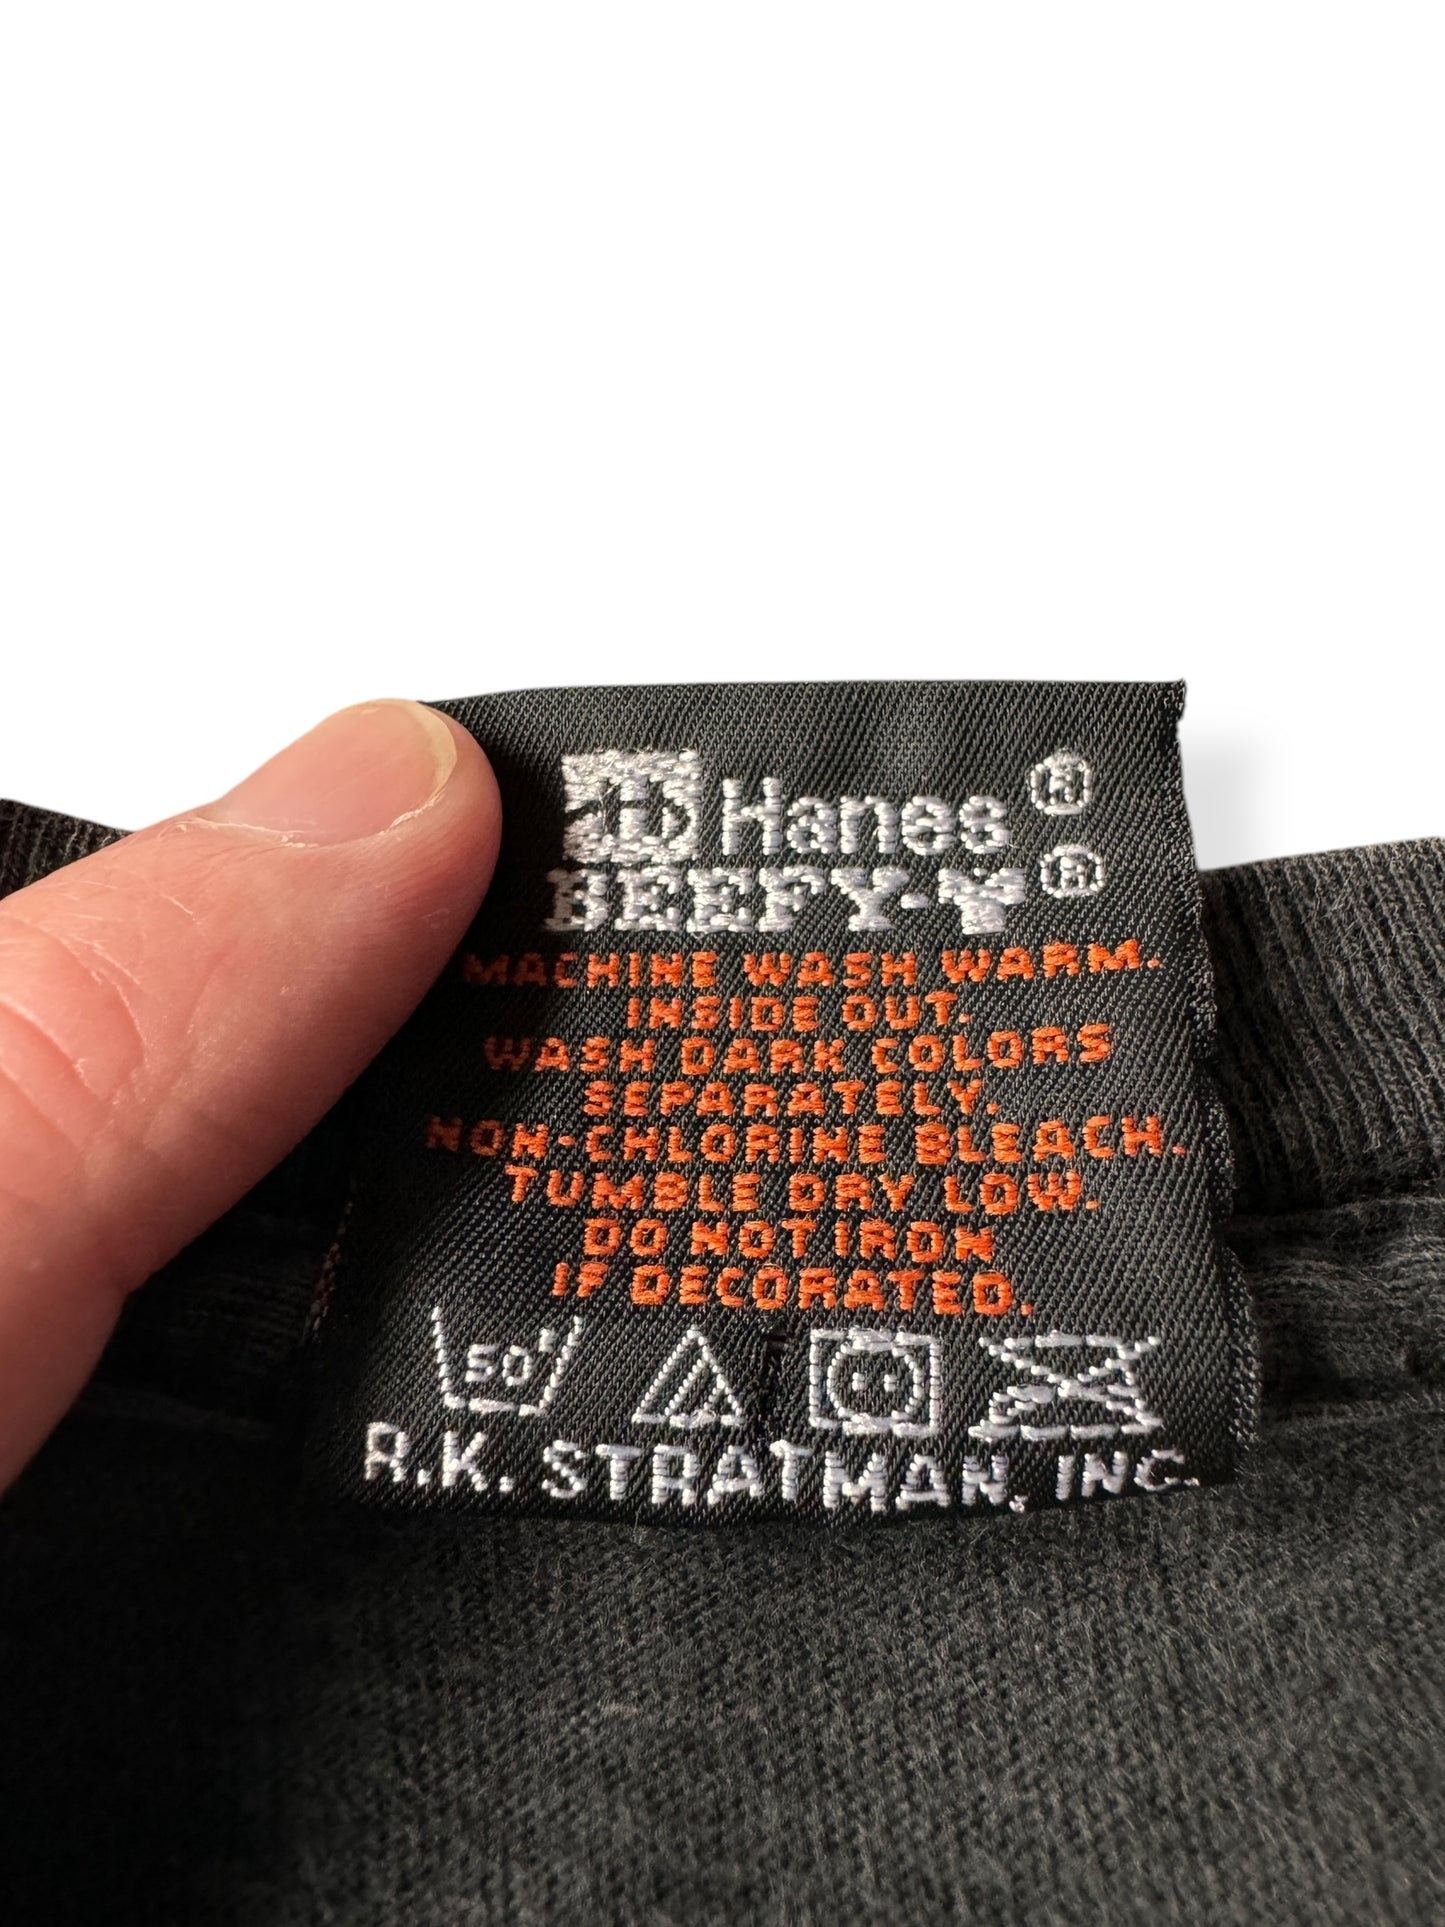 Hanes ®
BEEFY-T ®
MACHINE WASH WARM.
INSIDE OUT.
WASH DARK COLORS
SEPARATELY.
NON-CHLORINE BLEACH.
TUMBLE DRY LOW.
DO NOT IRON
IF DECORATED.
50°
R.K. STRATMAN, INC.